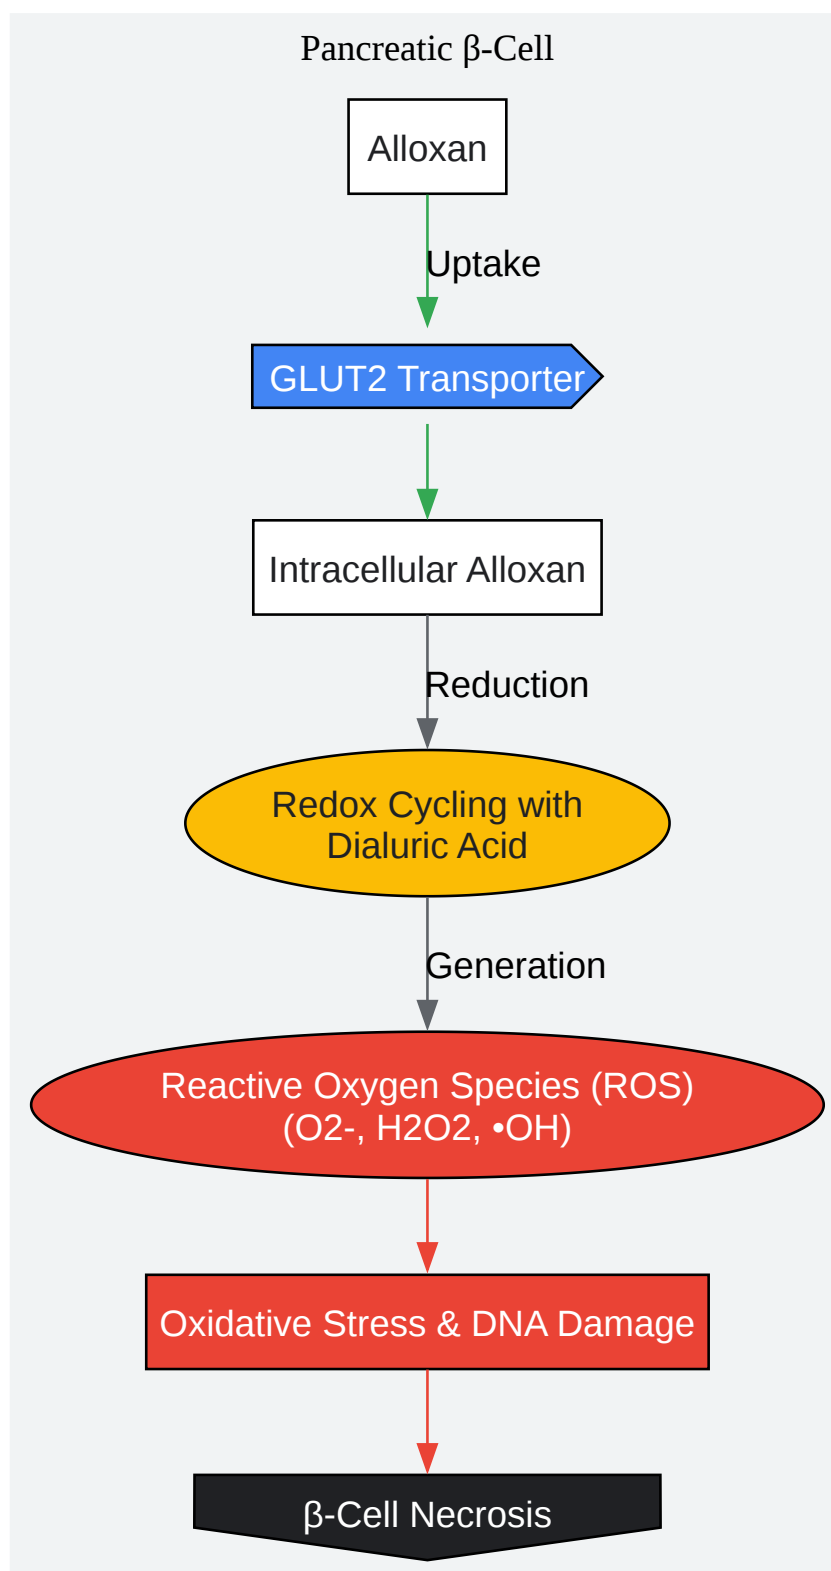 Pancreatic β-Cell
Alloxan
Uptake
GLUT2 Transporter
Intracellular Alloxan
Reduction
Redox Cycling with
Dialuric Acid
Generation
Reactive Oxygen Species (ROS)
(O2-, H2O2, •OH)
Oxidative Stress & DNA Damage
β-Cell Necrosis